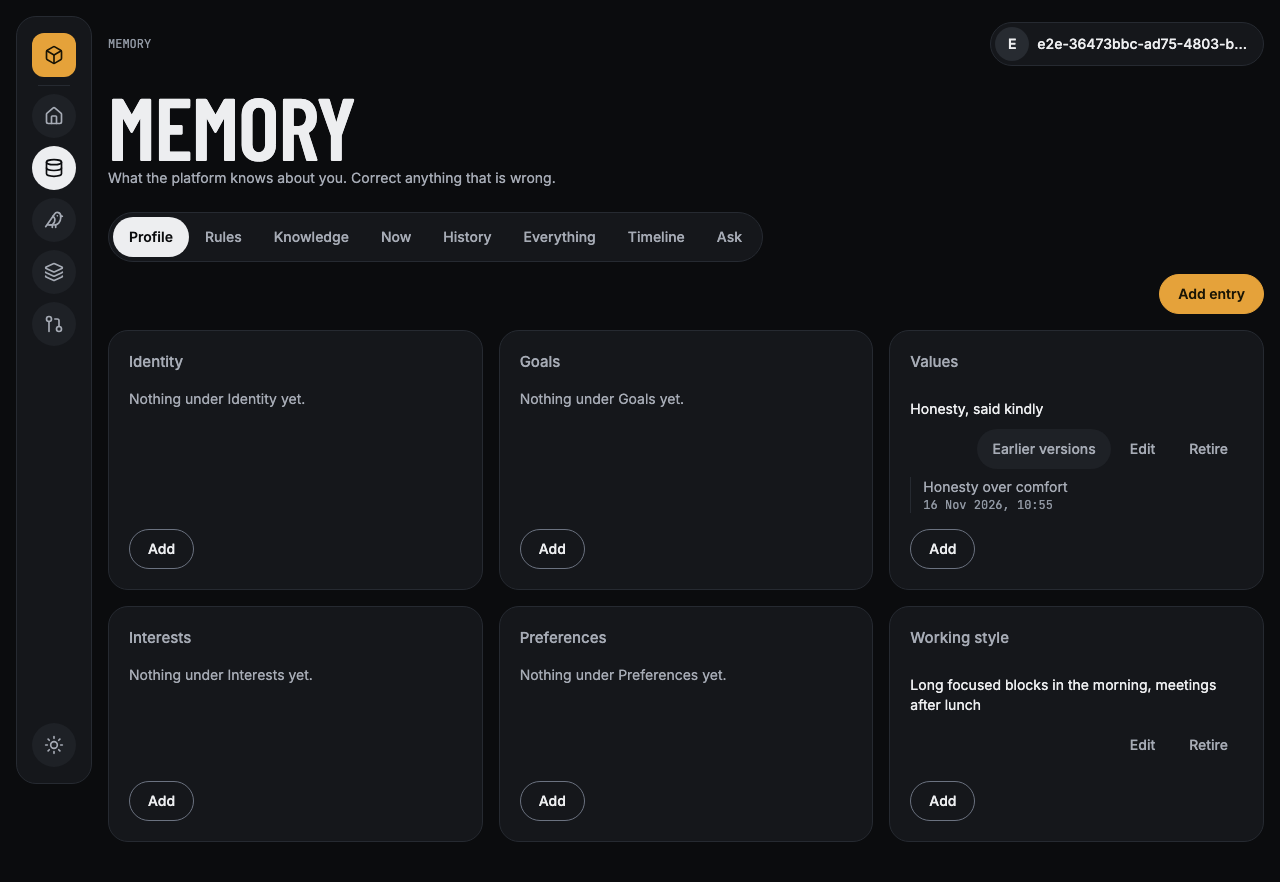 MEMORY
E
e2e-36473bbc-ad75-4803-b...
MEMORY
What the platform knows about you. Correct anything that is wrong.
Profile Rules Knowledge Now History Everything Timeline Ask
Add entry
Identity
Nothing under Identity yet.
Add
Goals
Nothing under Goals yet.
Add
Values
Honesty, said kindly
Earlier versions Edit Retire
Honesty over comfort
16 Nov 2026, 10:55
Add
Interests
Nothing under Interests yet.
Add
Preferences
Nothing under Preferences yet.
Add
Working style
Long focused blocks in the morning, meetings
after lunch
Edit Retire
Add